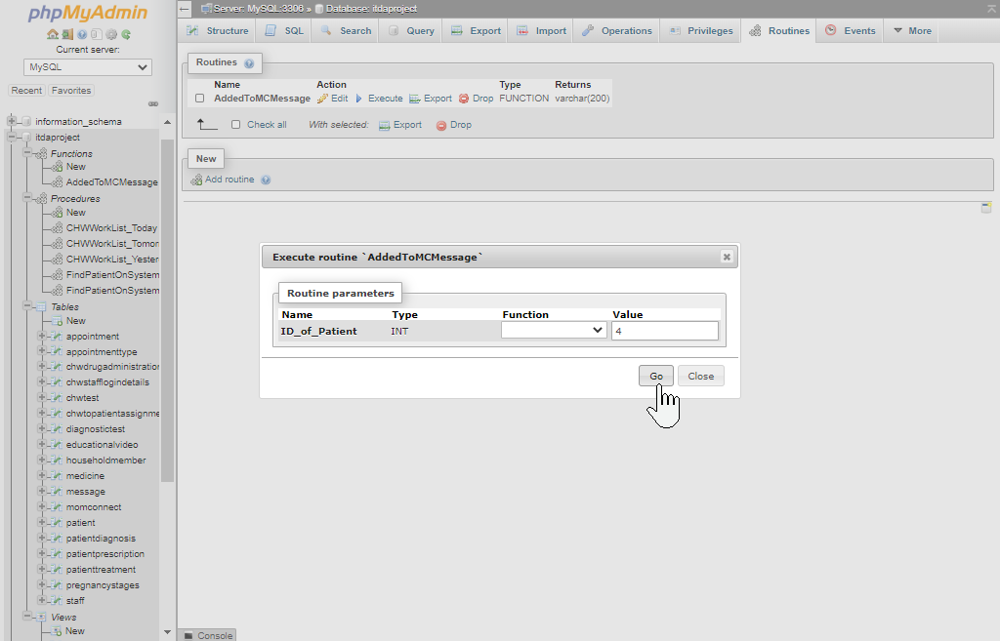 phpMyAdmin
Current server:
MySQL
Recent Favorites
information_schema
itdaproject
Functions
New
AddedToMCMessage
Procedures
New
CHWWorkList_Today
CHWWorkList_Tomor
CHWWorkList_Yester
FindPatientOnSystem
FindPatientOnSystem
Tables
New
appointment
appointmenttype
chwdrugadministration
chwstafflogindetails
chwtest
chwtopatientassignme
diagnostictest
educationalvideo
householdmember
medicine
message
momconnect
patient
patientdiagnosis
patientprescription
patienttreatment
pregnancystages
staff
Views
New
Server: MySQL:3306 » Database: itdaproject
Structure SQL Search Query Export Import Operations Privileges Routines Events More
Routines
Name Action Type Returns
AddedToMCMessage Edit Execute Export Drop FUNCTION varchar(200)
Check all With selected: Export Drop
New
Add routine
Execute routine `AddedToMCMessage`
Routine parameters
Name Type Function Value
ID_of_Patient INT 4
Go Close
Console